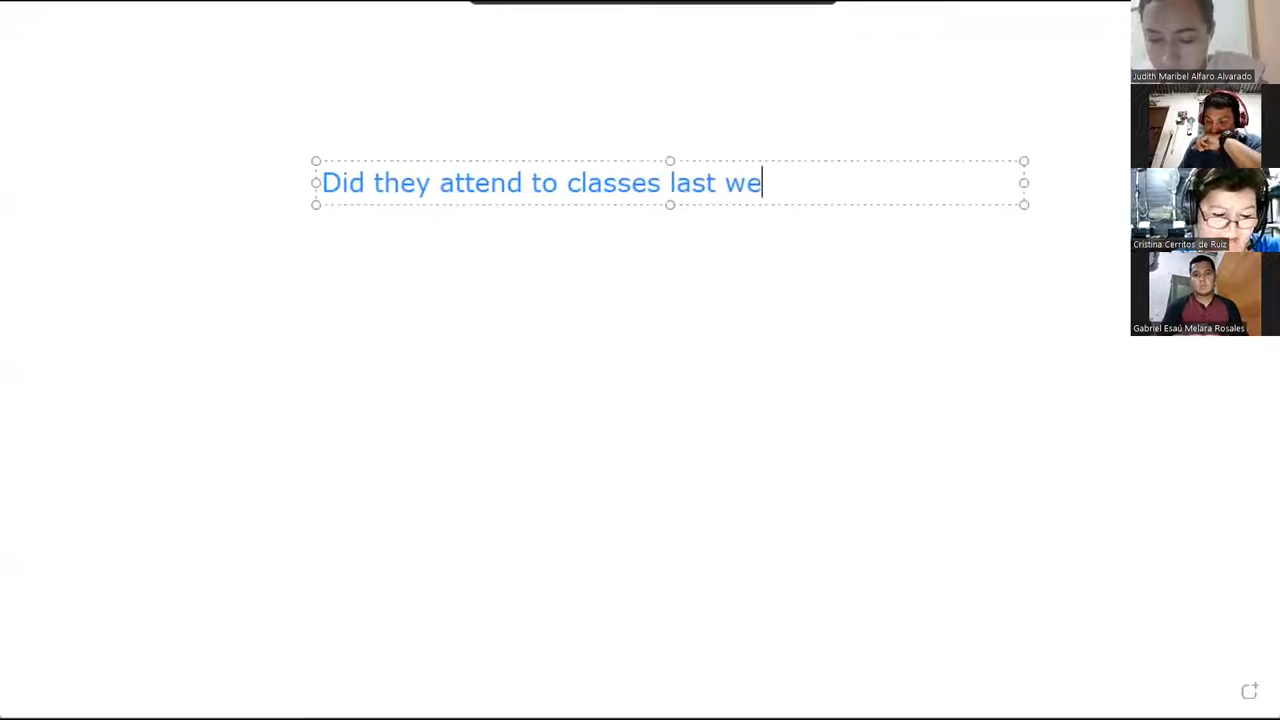 Judith Maribel Alfaro Alvarado
Did they attend to classes last we
Cristina Cerritos de Ruiz
Gabriel Esaú Melara Rosales